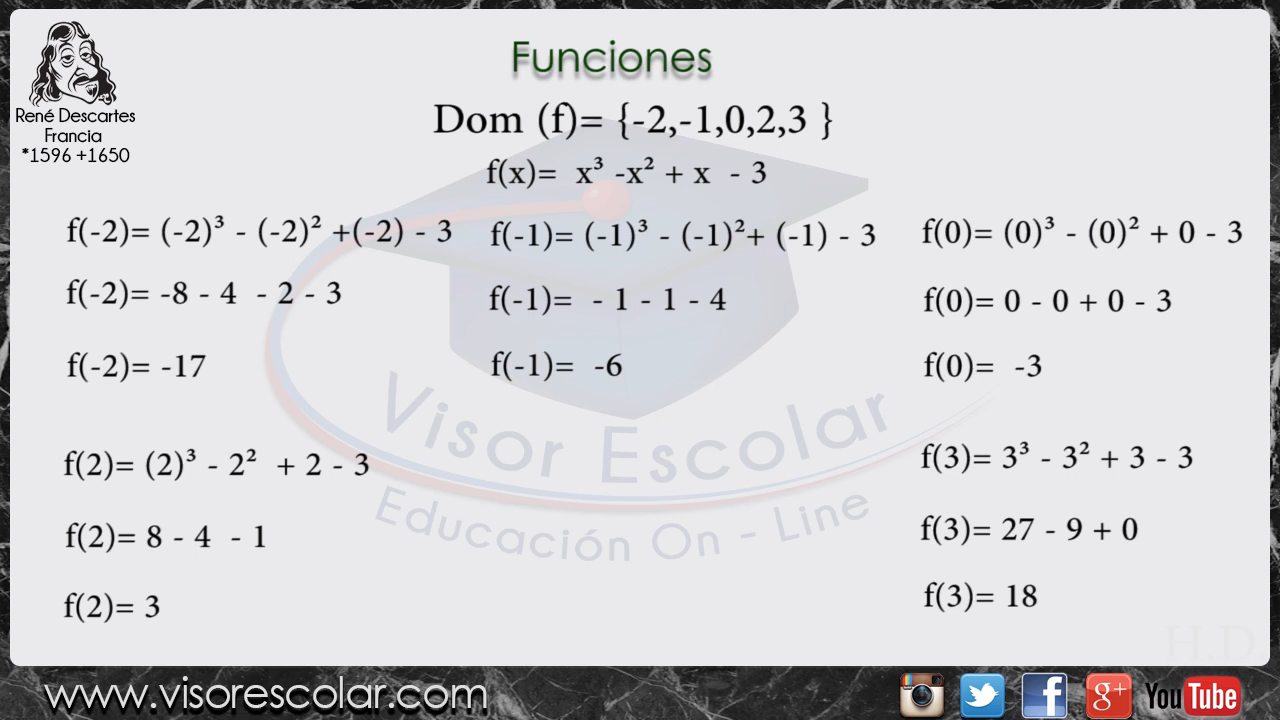 Funciones
René Descartes
Francia
*1596 +1650
Dom (f)= {-2,-1,0,2,3 }
f(x)= x³ -x² + x - 3
f(-2)= (-2)³ - (-2)² +(-2) - 3
f(-2)= -8 - 4 - 2 - 3
f(-2)= -17
f(-1)= (-1)³ - (-1)²+ (-1) - 3
f(-1)= - 1 - 1 - 4
f(-1)= -6
f(0)= (0)³ - (0)² + 0 - 3
f(0)= 0 - 0 + 0 - 3
f(0)= -3
f(2)= (2)³ - 2² + 2 - 3
f(2)= 8 - 4 - 1
f(2)= 3
f(3)= 3³ - 3² + 3 - 3
f(3)= 27 - 9 + 0
f(3)= 18
Visor Escolar
Educación On - Line
H.D
www.visorescolar.com
f
g+
You Tube